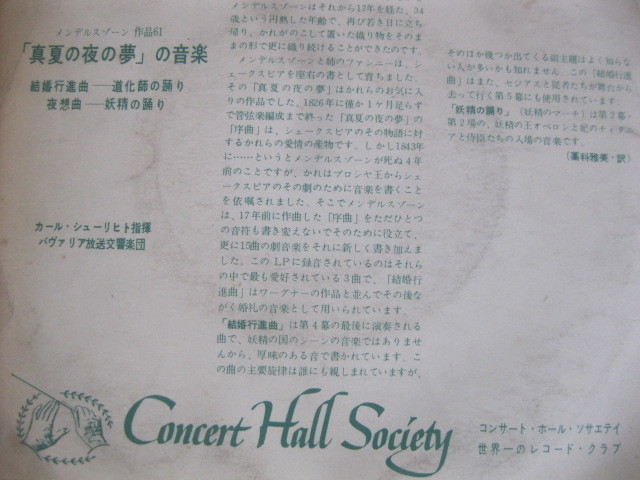 メンデルスゾーン 作品61
「真夏の夜の夢」の音楽
結婚行進曲——道化師の踊り
夜想曲——妖精の踊り
カール・シューリヒト指揮
バヴァリア放送交響楽団
メンデルスゾーンはそれから17年を経た、34
歳という円熟した年齢で、再び若き日に立ち
帰り、かれがのこして置いた織り物をそのま
まの形で更に織り続けることができたのです。
メンデルスゾーンと姉のファンニーは、シ
ェークスピアを座右の書として育ちました。
その「真夏の夜の夢」はかれらのお気に入
りの作品でした。1826年に僅か1ヶ月足らず
で管弦楽編成まで終った「真夏の夜の夢」の
「序曲」は、シェークスピアのその物語に対
するかれらの愛情の産物です。しかし1843年
に……というとメンデルスゾーンが死ぬ4年
前のことですが、かれはプロシヤ王からシェ
ークスピアのその劇のために音楽を書くこと
を依嘱されました。そこでメンデルスゾーン
は、17年前に作曲した「序曲」をただひとつ
の音符も書き変えないでそのために役立て、
更に15曲の劇音楽をそれに新しく書き加えま
した。このLPに録音されているのはそれら
の中で最も愛好されている3曲で、「結婚行
進曲」はワーグナーの作品と並んでその後な
がく婚礼の音楽として用いられています。
「結婚行進曲」は第4幕の最後に演奏される
曲で、妖精の国のシーンの音楽ではありませ
んから、厚味のある音で書かれています。こ
の曲の主要旋律は誰にも親しまれていますが、
そのほか幾つか出てくる副主題はよく知らな
い人が多いかも知れません。この「結婚行進
曲」はまた、セジアスと従者たちが舞台から
去って行く第5幕にも使用されています。
「妖精の踊り」（妖精のマーチ）は第2幕・
第2場の、妖精の王オベロンと妃のティタニ
アと侍臣たちの入場の音楽です。
（藁科雅美・訳）
Concert Hall Society
コンサート・ホール・ソサエテイ
世界一のレコード・クラブ